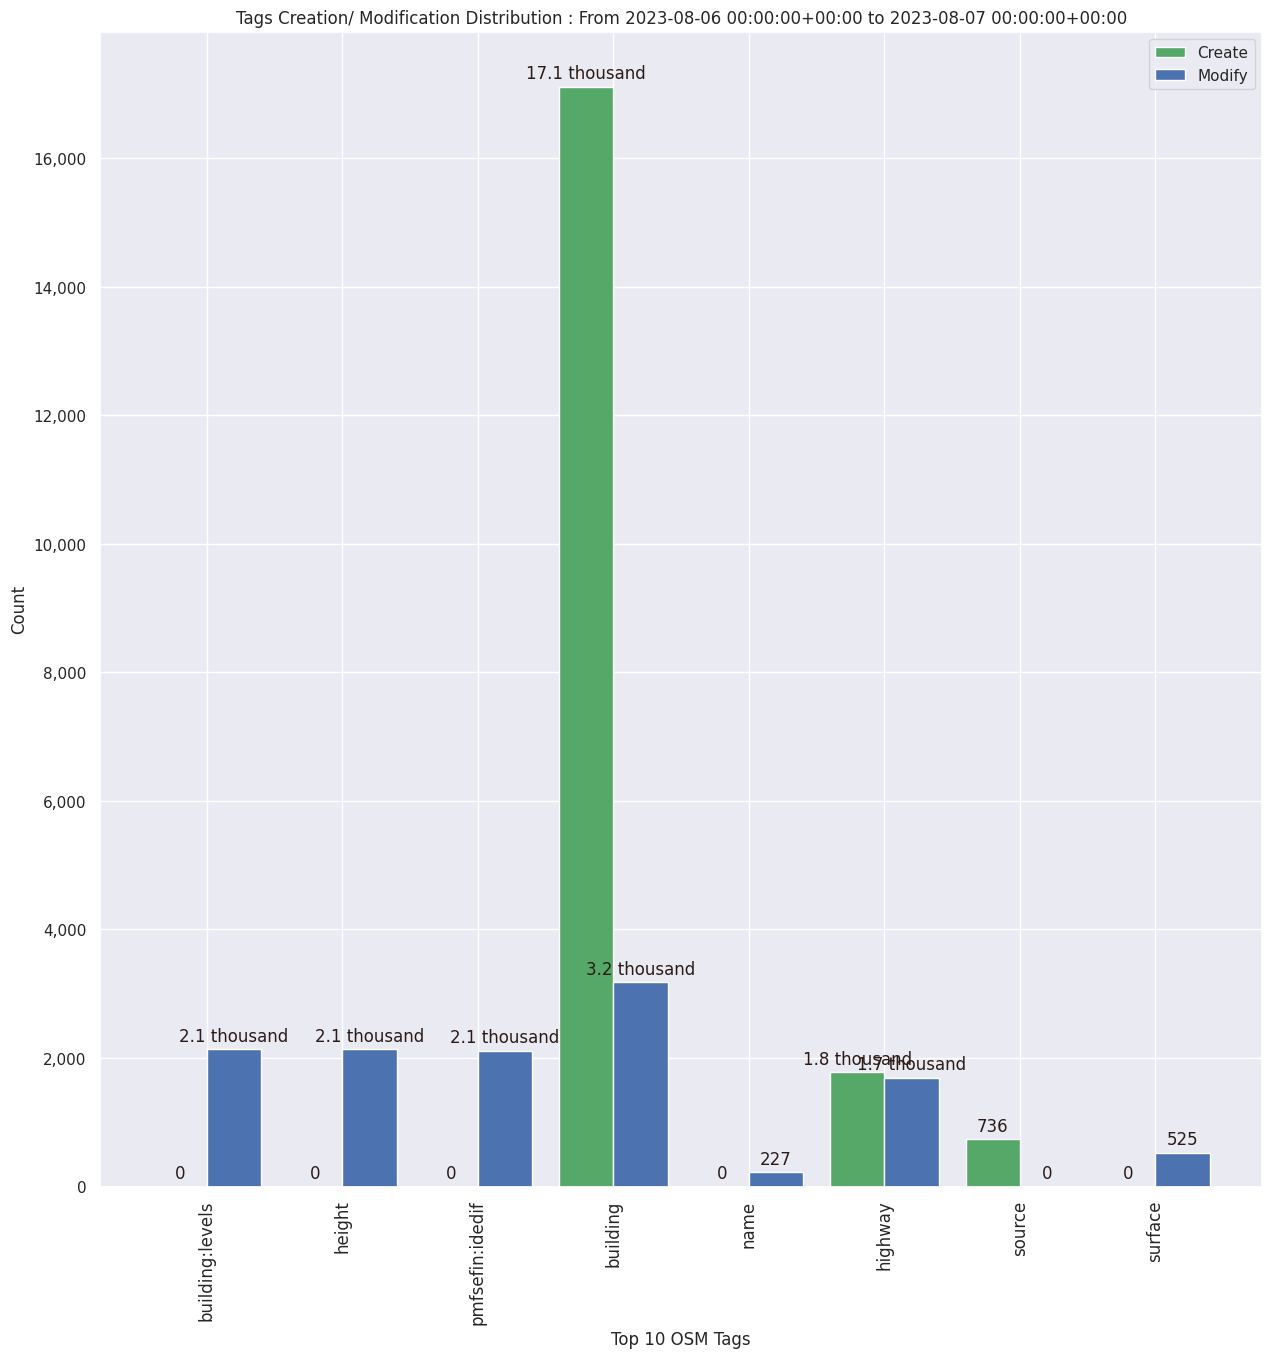 Tags Creation/ Modification Distribution : From 2023-08-06 00:00:00+00:00 to 2023-08-07 00:00:00+00:00
Create
Modify
17.1 thousand
16,000
14,000
12,000
10,000
8,000
6,000
4,000
2,000
0
Count
3.2 thousand
2.1 thousand
2.1 thousand
2.1 thousand
1.8 thousand
1.7 thousand
736
525
227
0
0
0
0
0
0
building:levels
height
pmfsefin:idedif
building
name
highway
source
surface
Top 10 OSM Tags